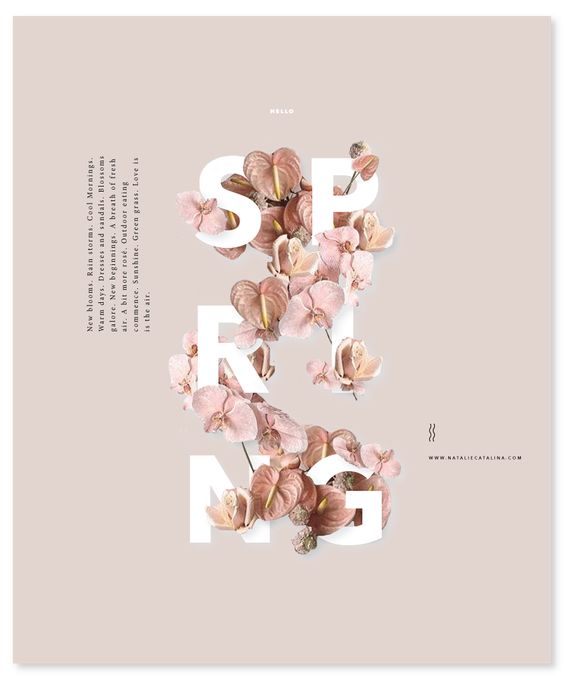 HELLO
SP
RI
NG
New blooms. Rain storms. Cool Mornings.
Warm days. Dresses and sandals. Blossoms
galore. New beginnings. A breath of fresh
air. A bit more rosé. Outdoor eating
commence. Sunshine. Green grass. Love is
is the air.
WWW.NATALIECATALINA.COM